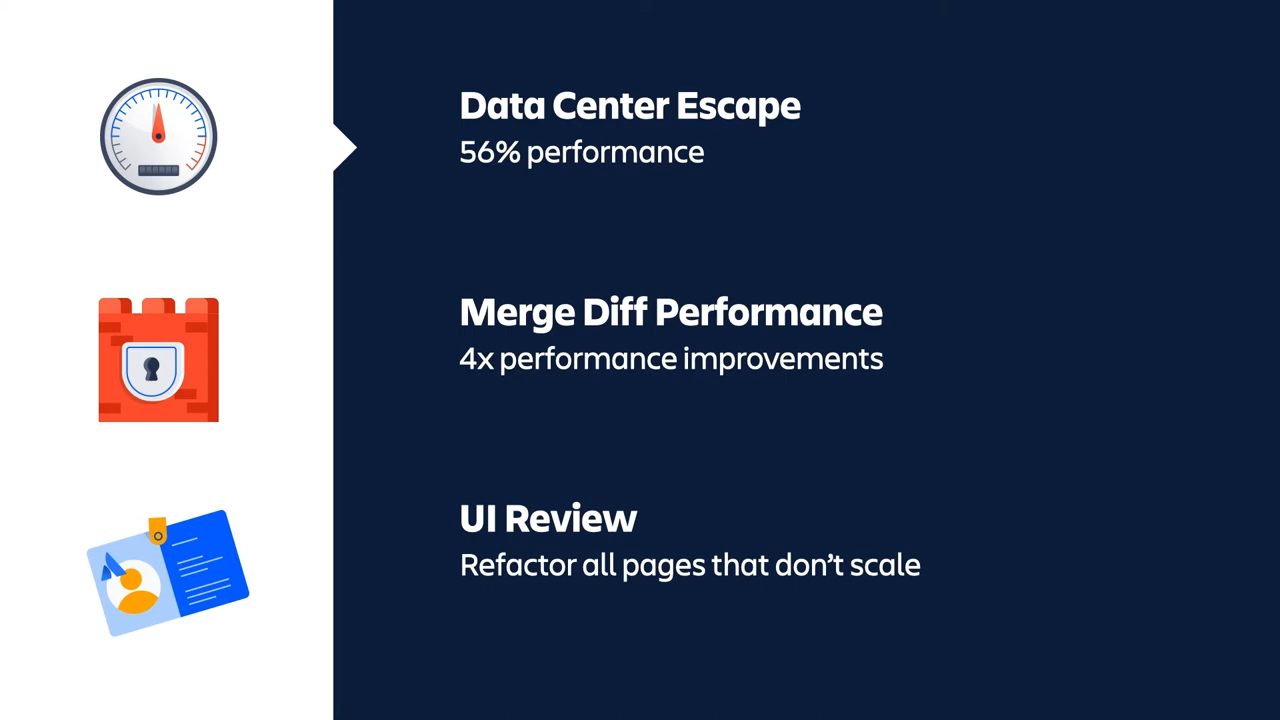 Data Center Escape
56% performance
Merge Diff Performance
4x performance improvements
UI Review
Refactor all pages that don’t scale